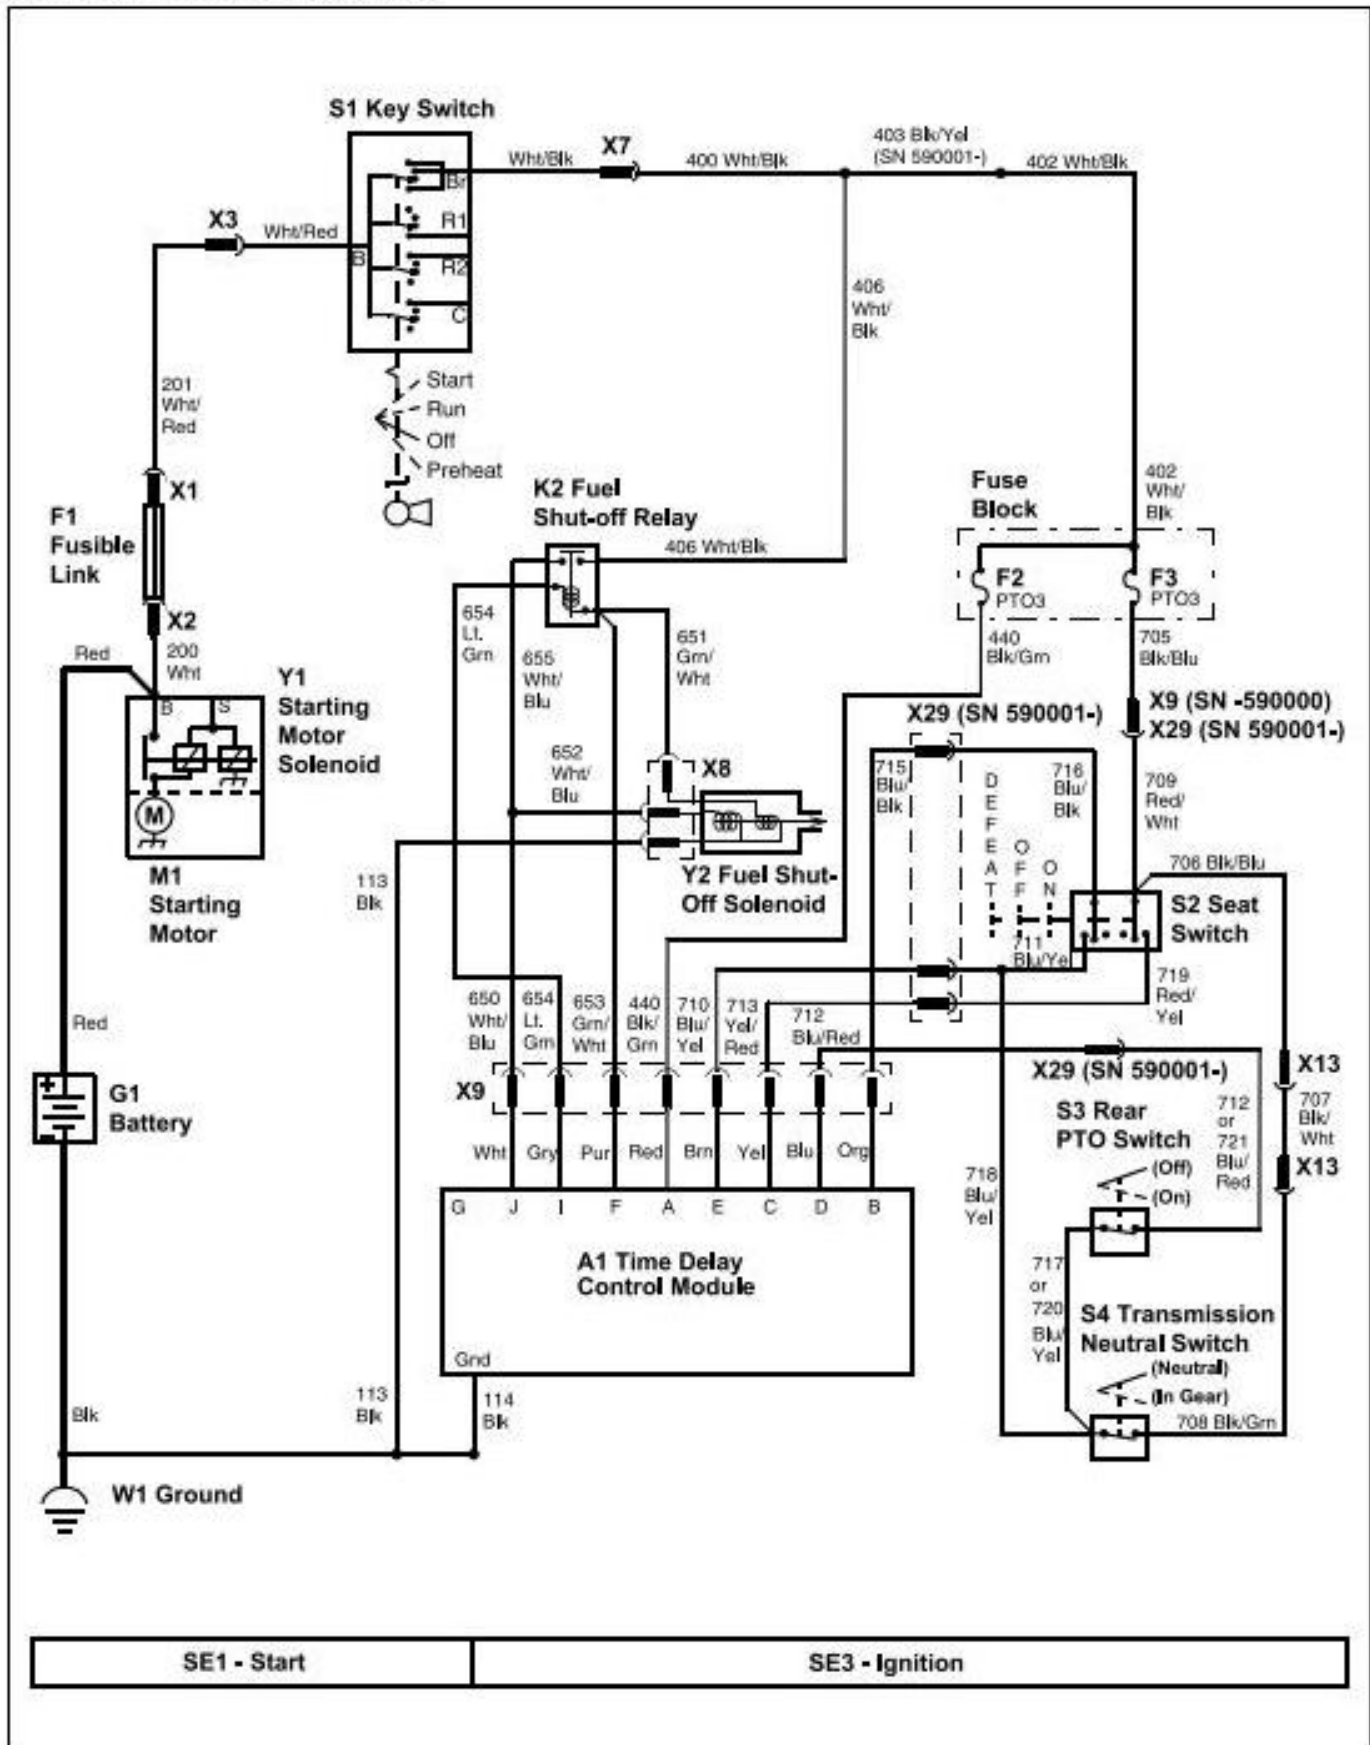 S1 Key Switch
Br
R1
R2
C
B
X3
Wht/Red
Wht/Blk
X7
400 Wht/Blk
403 Blk/Yel
(SN 590001-)
402 Wht/Blk
406
Wht/
Blk
201
Wht/
Red
Start
Run
Off
Preheat
X1
F1
Fusible
Link
X2
200
Wht
Red
K2 Fuel
Shut-off Relay
406 Wht/Blk
Fuse
Block
402
Wht/
Blk
F2
PTO3
F3
PTO3
654
Lt.
Grn
655
Wht/
Blu
651
Grn/
Wht
440
Blk/Grn
705
Blk/Blu
B
S
Y1
Starting
Motor
Solenoid
M
M1
Starting
Motor
X29 (SN 590001-)
X9 (SN -590000)
X29 (SN 590001-)
652
Wht/
Blu
X8
715
Blu/
Blk
DEFEAT
OFF
ON
716
Blu/
Blk
709
Red/
Wht
706 Blk/Blu
Y2 Fuel Shut-
Off Solenoid
S2 Seat
Switch
113
Blk
711
Blu/Yel
719
Red/
Yel
Red
650
Wht/
Blu
654
Lt.
Grn
653
Grn/
Wht
440
Blk/
Grn
710
Blu/
Yel
713
Yel/
Red
712
Blu/Red
G1
Battery
X9
X29 (SN 590001-)
X13
S3 Rear
PTO Switch
(Off)
(On)
712
or
721
Blu/
Red
707
Blk/
Wht
X13
Wht
Gry
Pur
Red
Brn
Yel
Blu
Org
718
Blu/
Yel
G
J
I
F
A
E
C
D
B
A1 Time Delay
Control Module
Gnd
717
or
720
Blu/
Yel
S4 Transmission
Neutral Switch
(Neutral)
(In Gear)
708 Blk/Grn
Blk
113
Blk
114
Blk
W1 Ground
SE1 - Start
SE3 - Ignition